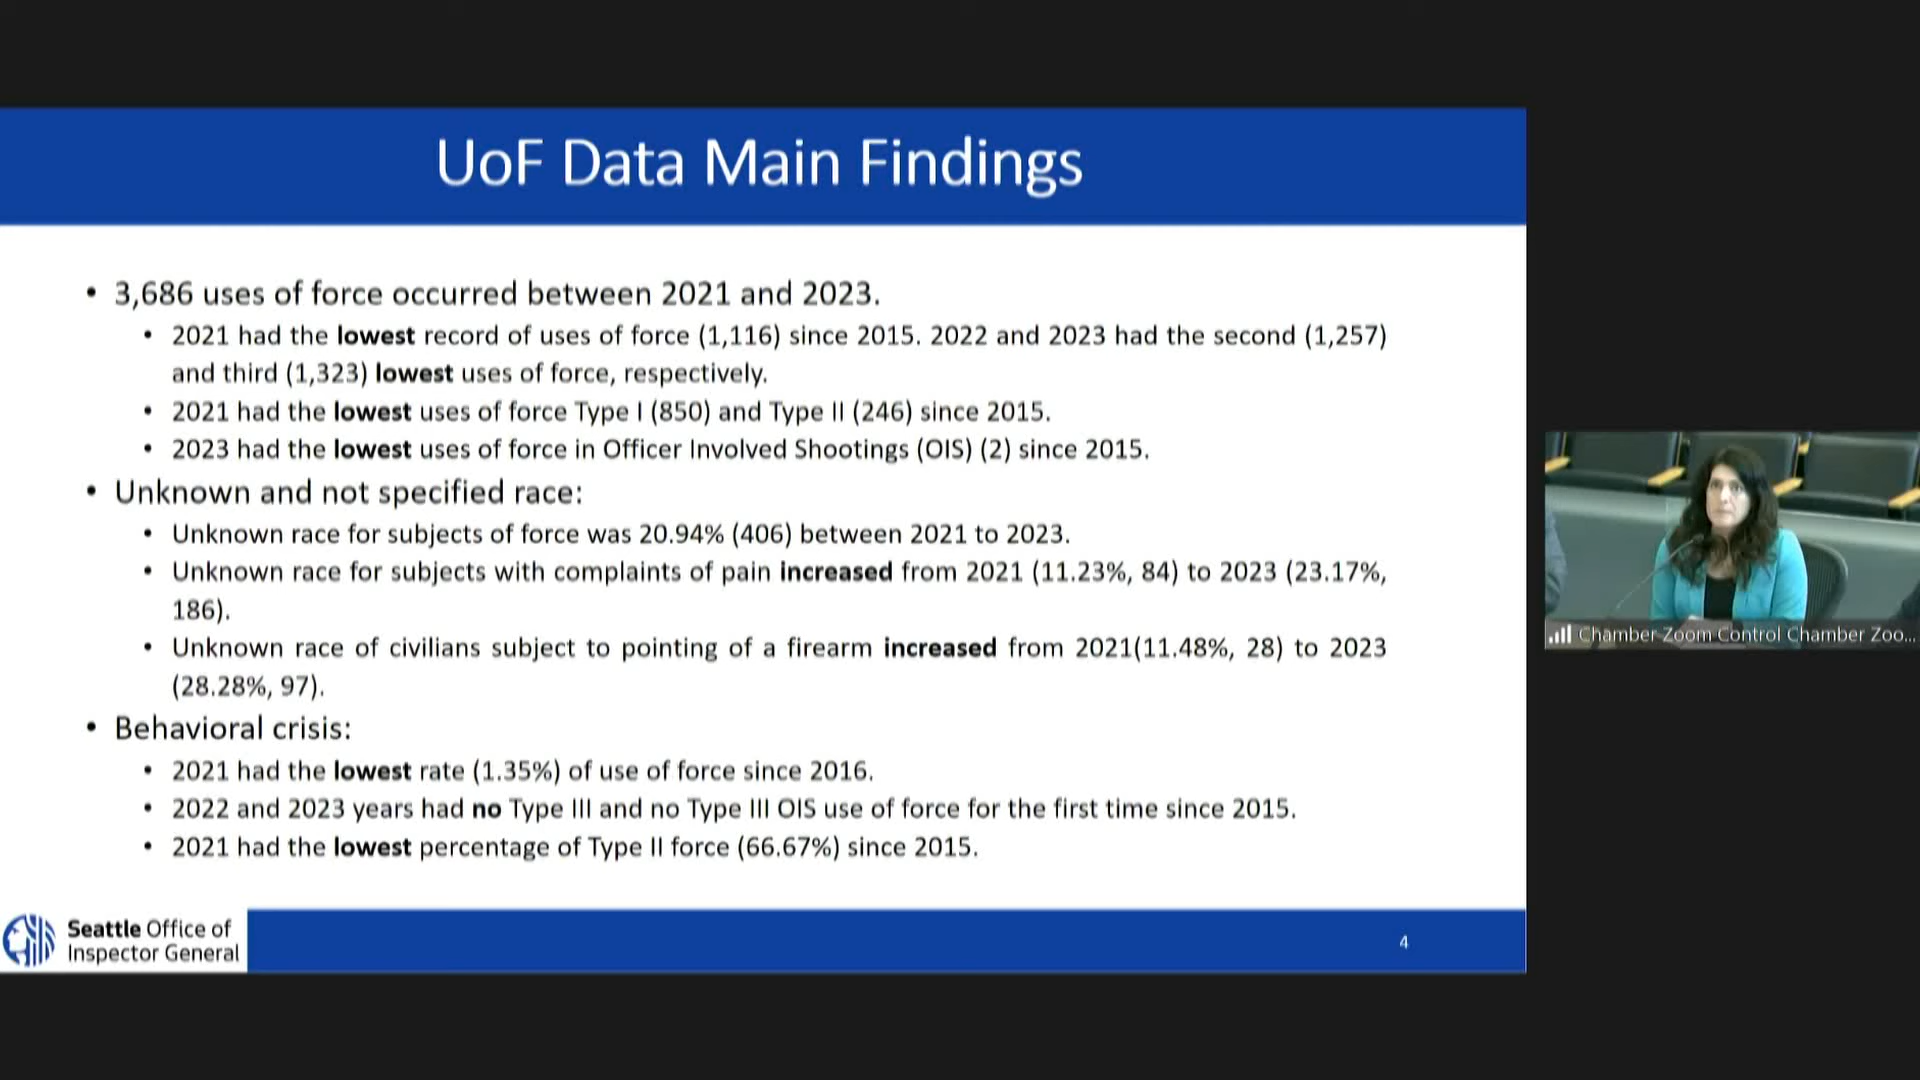 UoF Data Main Findings
• 3,686 uses of force occurred between 2021 and 2023.
• 2021 had the lowest record of uses of force (1,116) since 2015. 2022 and 2023 had the second (1,257)
and third (1,323) lowest uses of force, respectively.
• 2021 had the lowest uses of force Type I (850) and Type II (246) since 2015.
• 2023 had the lowest uses of force in Officer Involved Shootings (OIS) (2) since 2015.
• Unknown and not specified race:
• Unknown race for subjects of force was 20.94% (406) between 2021 to 2023.
• Unknown race for subjects with complaints of pain increased from 2021 (11.23%, 84) to 2023 (23.17%,
186).
• Unknown race of civilians subject to pointing of a firearm increased from 2021(11.48%, 28) to 2023
(28.28%, 97).
• Behavioral crisis:
• 2021 had the lowest rate (1.35%) of use of force since 2016.
• 2022 and 2023 years had no Type III and no Type III OIS use of force for the first time since 2015.
• 2021 had the lowest percentage of Type II force (66.67%) since 2015.
Seattle Office of
Inspector General
4
Chamber Zoom Control Chamber Zoo...